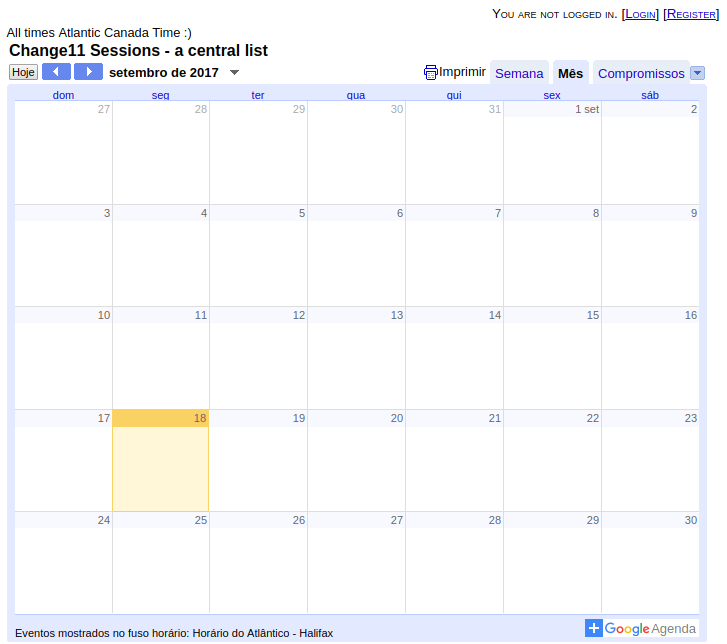 You are not logged in. [Login] [Register]
All times Atlantic Canada Time :)
Change11 Sessions - a central list
Hoje setembro de 2017 Imprimir Semana Mês Compromissos
dom seg ter qua qui sex sáb
27 28 29 30 31 1 set 2
3 4 5 6 7 8 9
10 11 12 13 14 15 16
17 18 19 20 21 22 23
24 25 26 27 28 29 30
Eventos mostrados no fuso horário: Horário do Atlântico - Halifax
Google Agenda